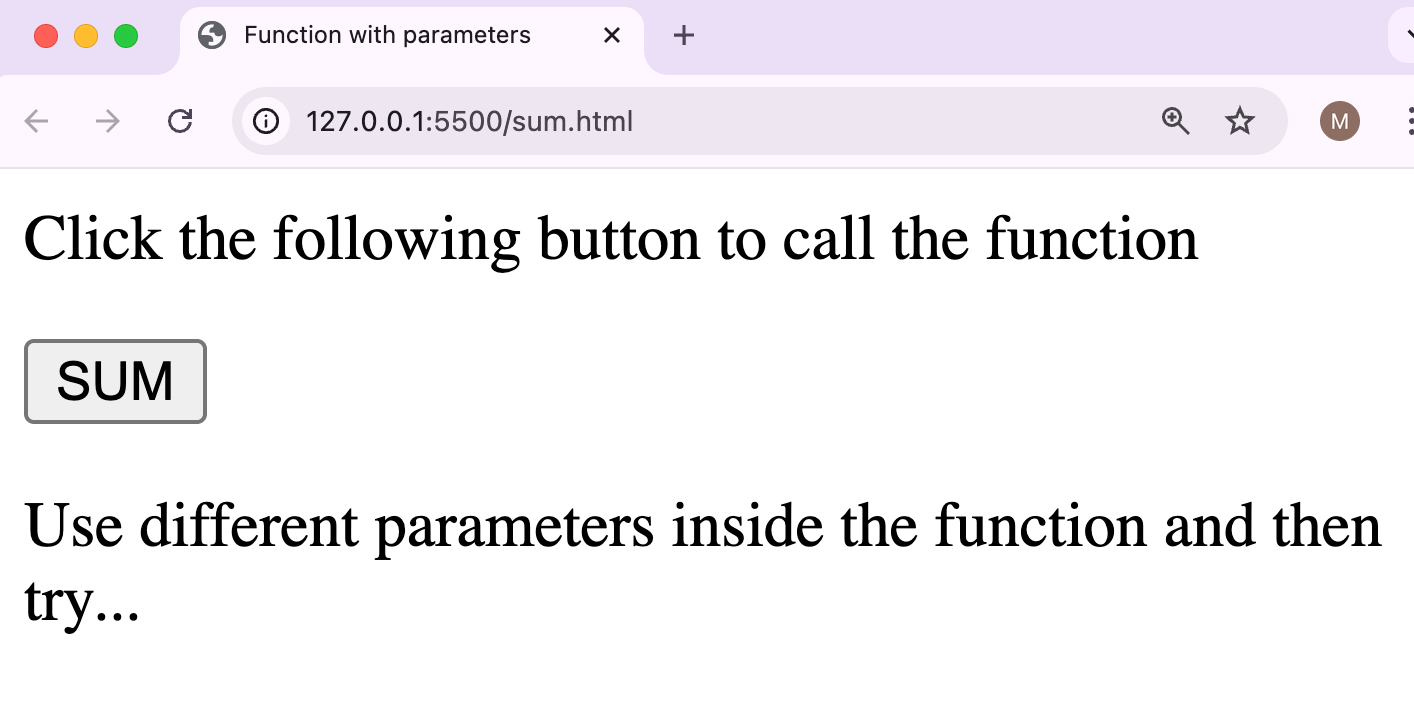 Function with parameters
127.0.0.1:5500/sum.html
M
Click the following button to call the function
SUM
Use different parameters inside the function and then
try...